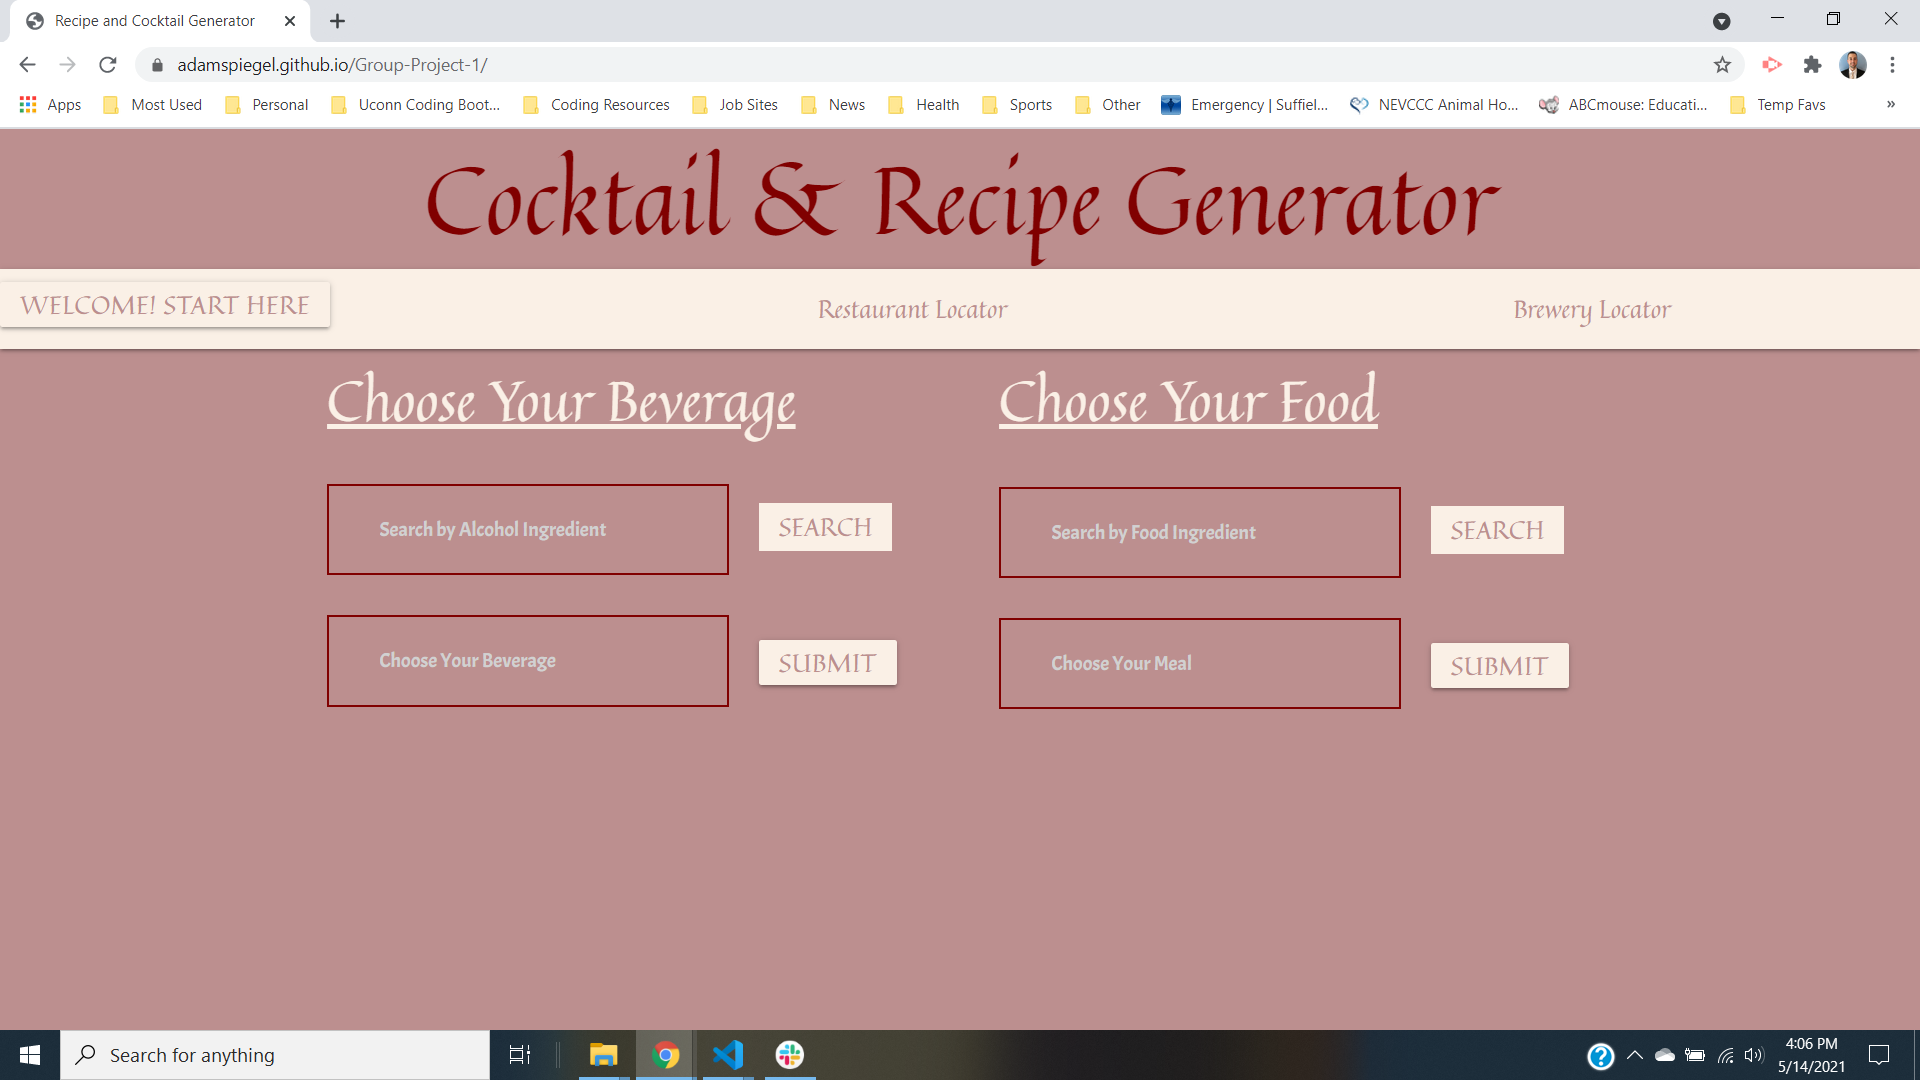 Recipe and Cocktail Generator
adamspiegel.github.io/Group-Project-1/
Apps Most Used Personal Uconn Coding Boot... Coding Resources Job Sites News Health Sports Other Emergency | Suffiel... NEVCCC Animal Ho... ABCmouse: Educati... Temp Favs »
Cocktail & Recipe Generator
WELCOME! START HERE Restaurant Locator Brewery Locator
Choose Your Beverage
Search by Alcohol Ingredient SEARCH
Choose Your Beverage SUBMIT
Choose Your Food
Search by Food Ingredient SEARCH
Choose Your Meal SUBMIT
Search for anything
4:06 PM
5/14/2021